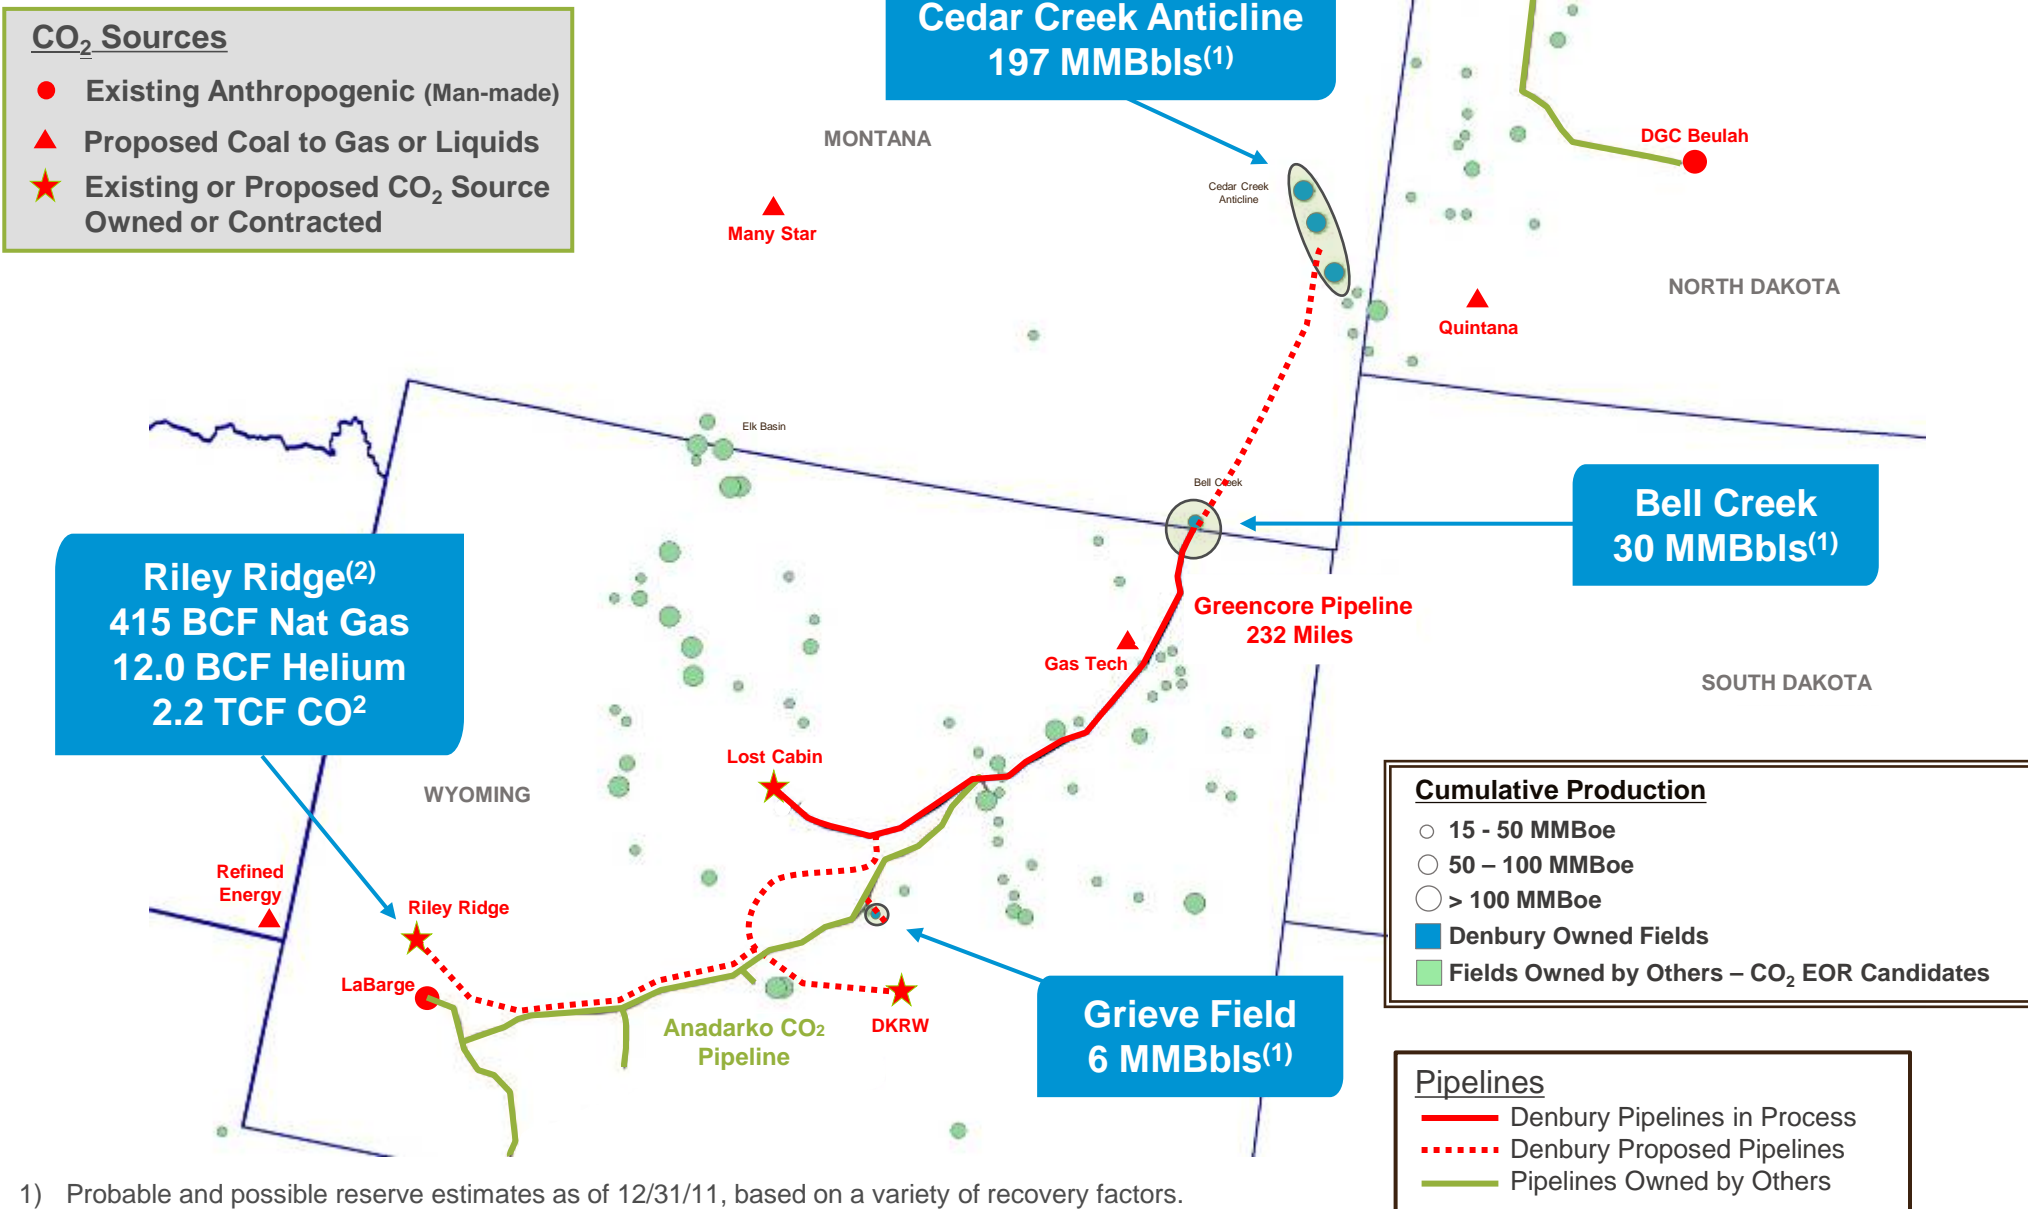 CO2 Sources
Existing Anthropogenic (Man-made)
Proposed Coal to Gas or Liquids
Existing or Proposed CO2 Source
Owned or Contracted
Cedar Creek Anticline
197 MMBbls(1)
MONTANA
DGC Beulah
Cedar Creek
Anticline
Many Star
NORTH DAKOTA
Quintana
Elk Basin
Bell Creek
Bell Creek
30 MMBbls(1)
Riley Ridge(2)
415 BCF Nat Gas
12.0 BCF Helium
2.2 TCF CO2
Greencore Pipeline
232 Miles
Gas Tech
SOUTH DAKOTA
Lost Cabin
WYOMING
Cumulative Production
15 - 50 MMBoe
50 – 100 MMBoe
> 100 MMBoe
Denbury Owned Fields
Fields Owned by Others – CO2 EOR Candidates
Refined
Energy
Riley Ridge
LaBarge
Anadarko CO2
Pipeline
DKRW
Grieve Field
6 MMBbls(1)
Pipelines
Denbury Pipelines in Process
Denbury Proposed Pipelines
Pipelines Owned by Others
1) Probable and possible reserve estimates as of 12/31/11, based on a variety of recovery factors.